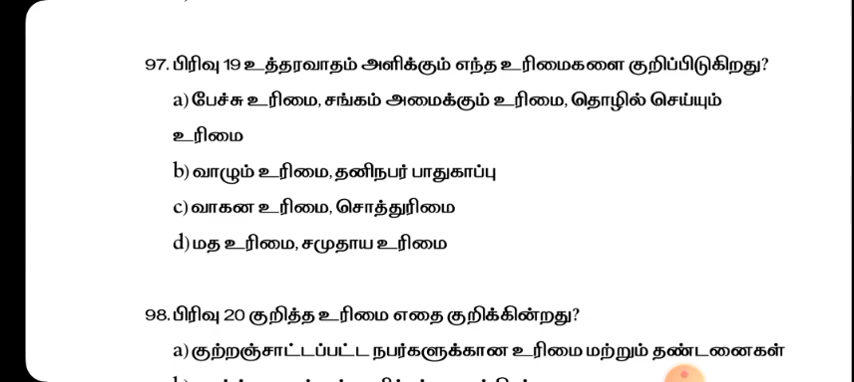 97. பிரிவு 19 உத்தரவாதம் அளிக்கும் எந்த உரிமைகளை குறிப்பிடுகிறது?
a) பேச்சு உரிமை, சங்கம் அமைக்கும் உரிமை, தொழில் செய்யும்
உரிமை
b) வாழும் உரிமை, தனிநபர் பாதுகாப்பு
c) வாகன உரிமை, சொத்துரிமை
d) மத உரிமை, சமுதாய உரிமை
98. பிரிவு 20 குறித்த உரிமை எதை குறிக்கின்றது?
a) குற்றஞ்சாட்டப்பட்ட நபர்களுக்கான உரிமை மற்றும் தண்டனைகள்